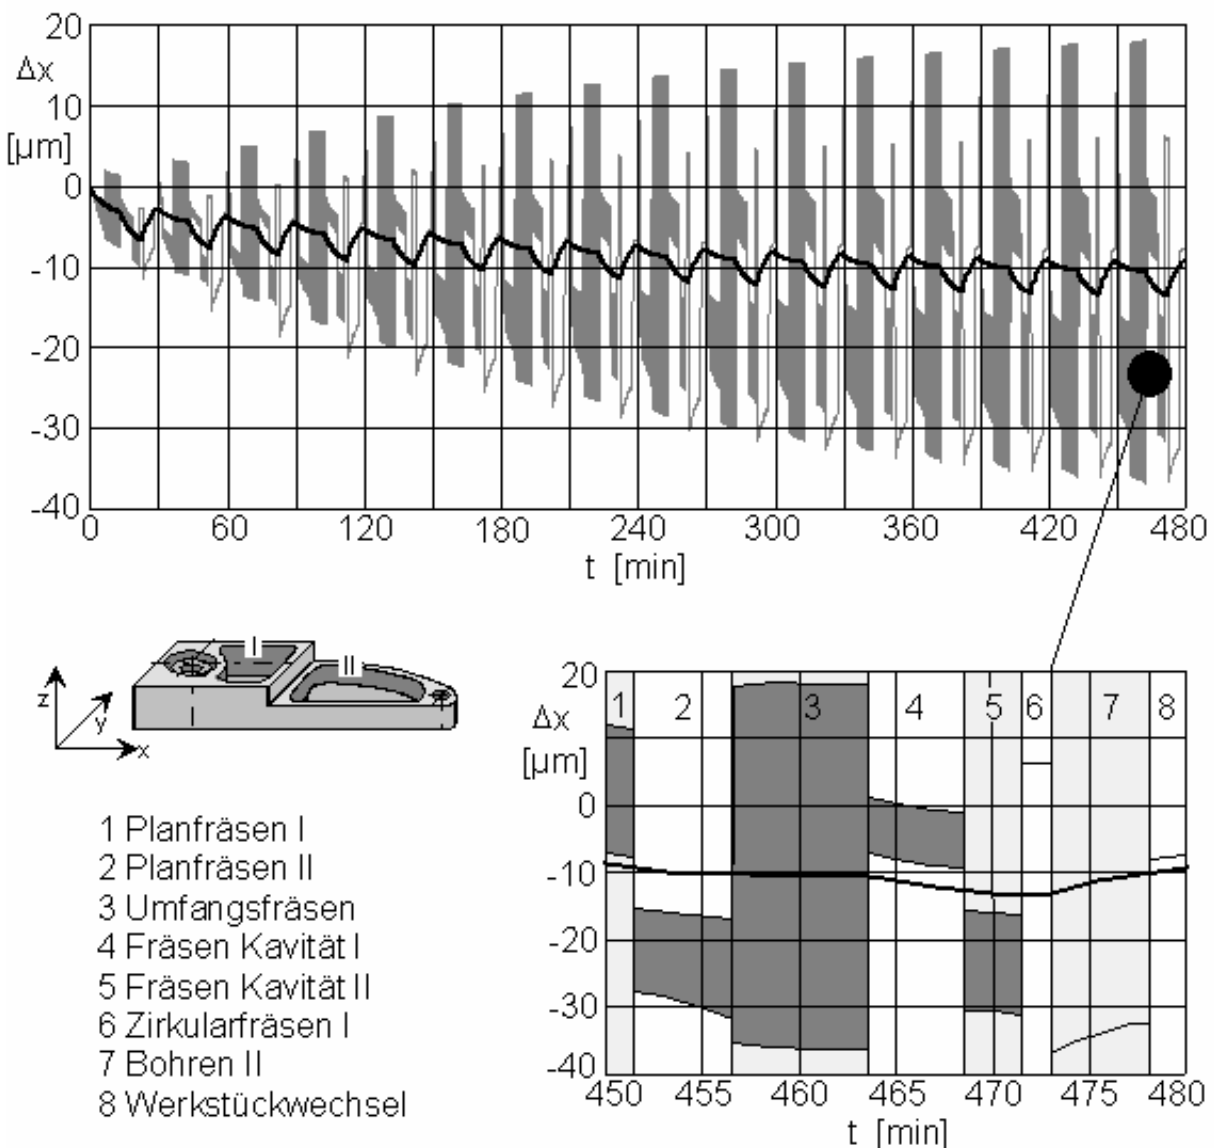 20
Δx
10
[µm]
0
-10
-20
-30
-40
0 60 120 180 240 300 360 420 480
t [min]
I
II
z
y
x
20
1 2 3 4 5 6 7 8
Δx
[µm]
0
-10
-20
-30
-40
450 455 460 465 470 475 480
t [min]
1 Planfräsen I
2 Planfräsen II
3 Umfangsfräsen
4 Fräsen Kavität I
5 Fräsen Kavität II
6 Zirkularfräsen I
7 Bohren II
8 Werkstückwechsel